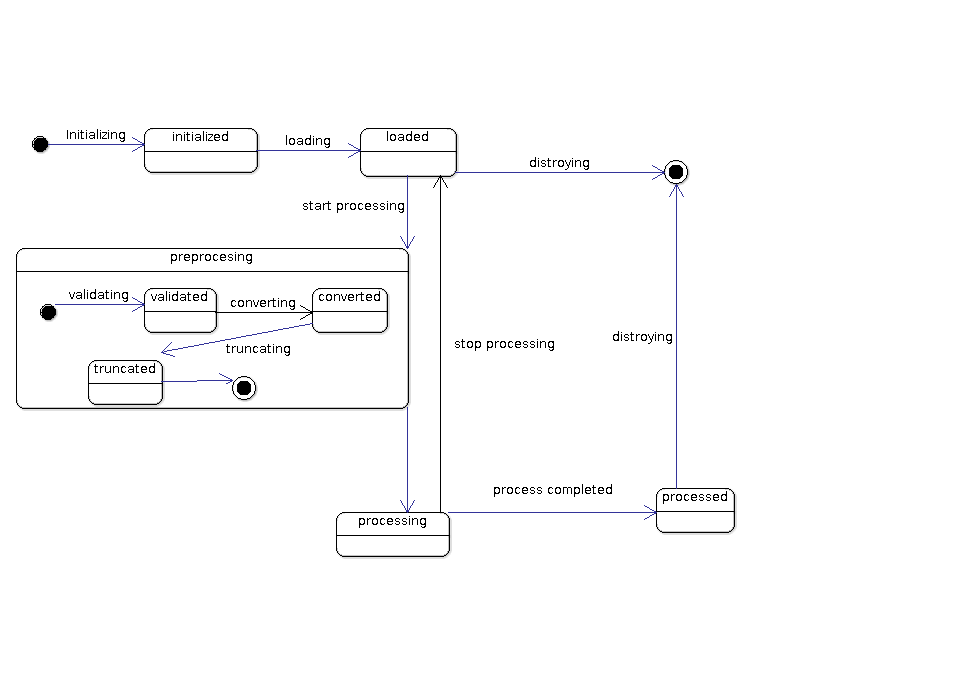 Initializing
initialized
loading
loaded
distroying
start processing
preprocesing
validating
validated
converting
converted
truncating
truncated
stop processing
distroying
process completed
processing
processed